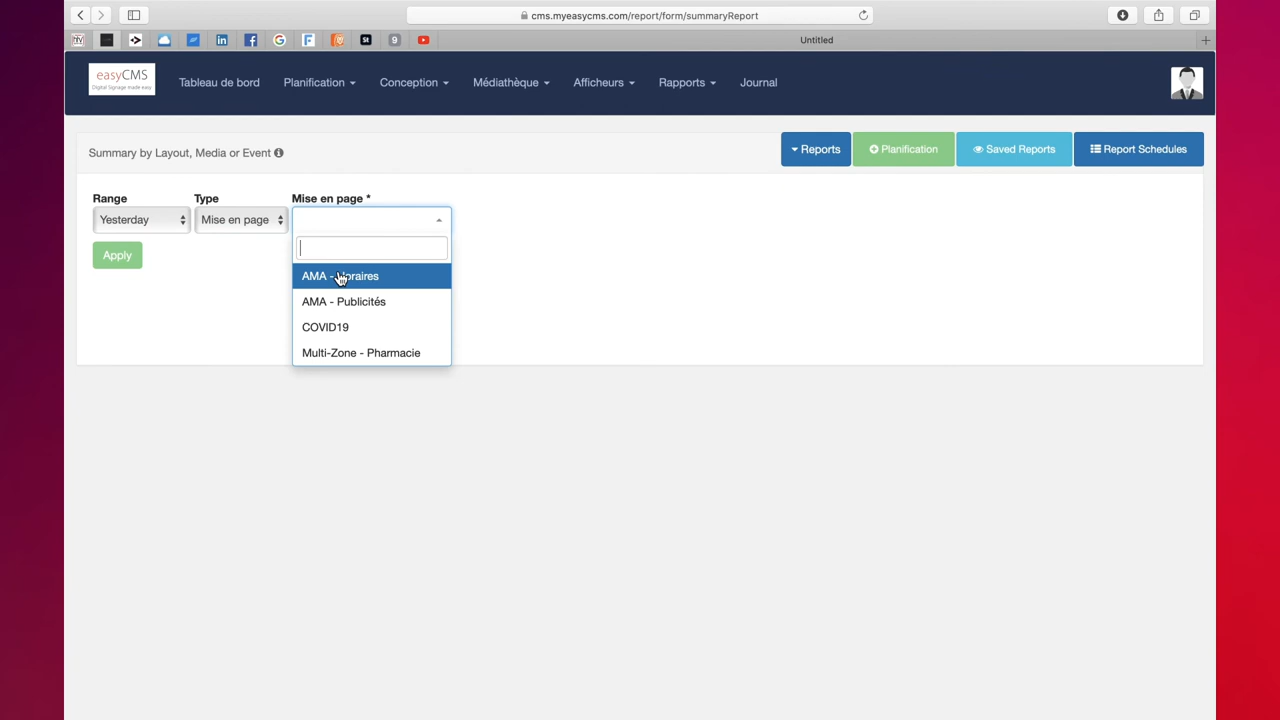 cms.myeasycms.com/report/form/summaryReport
Untitled
easyCMS
Digital Signage made easy
Tableau de bord
Planification
Conception
Médiathèque
Afficheurs
Rapports
Journal
Summary by Layout, Media or Event
Reports
Planification
Saved Reports
Report Schedules
Range
Type
Mise en page *
Yesterday
Mise en page
Apply
AMA -
AMA - Publicités
COVID19
Multi-Zone - Pharmacie